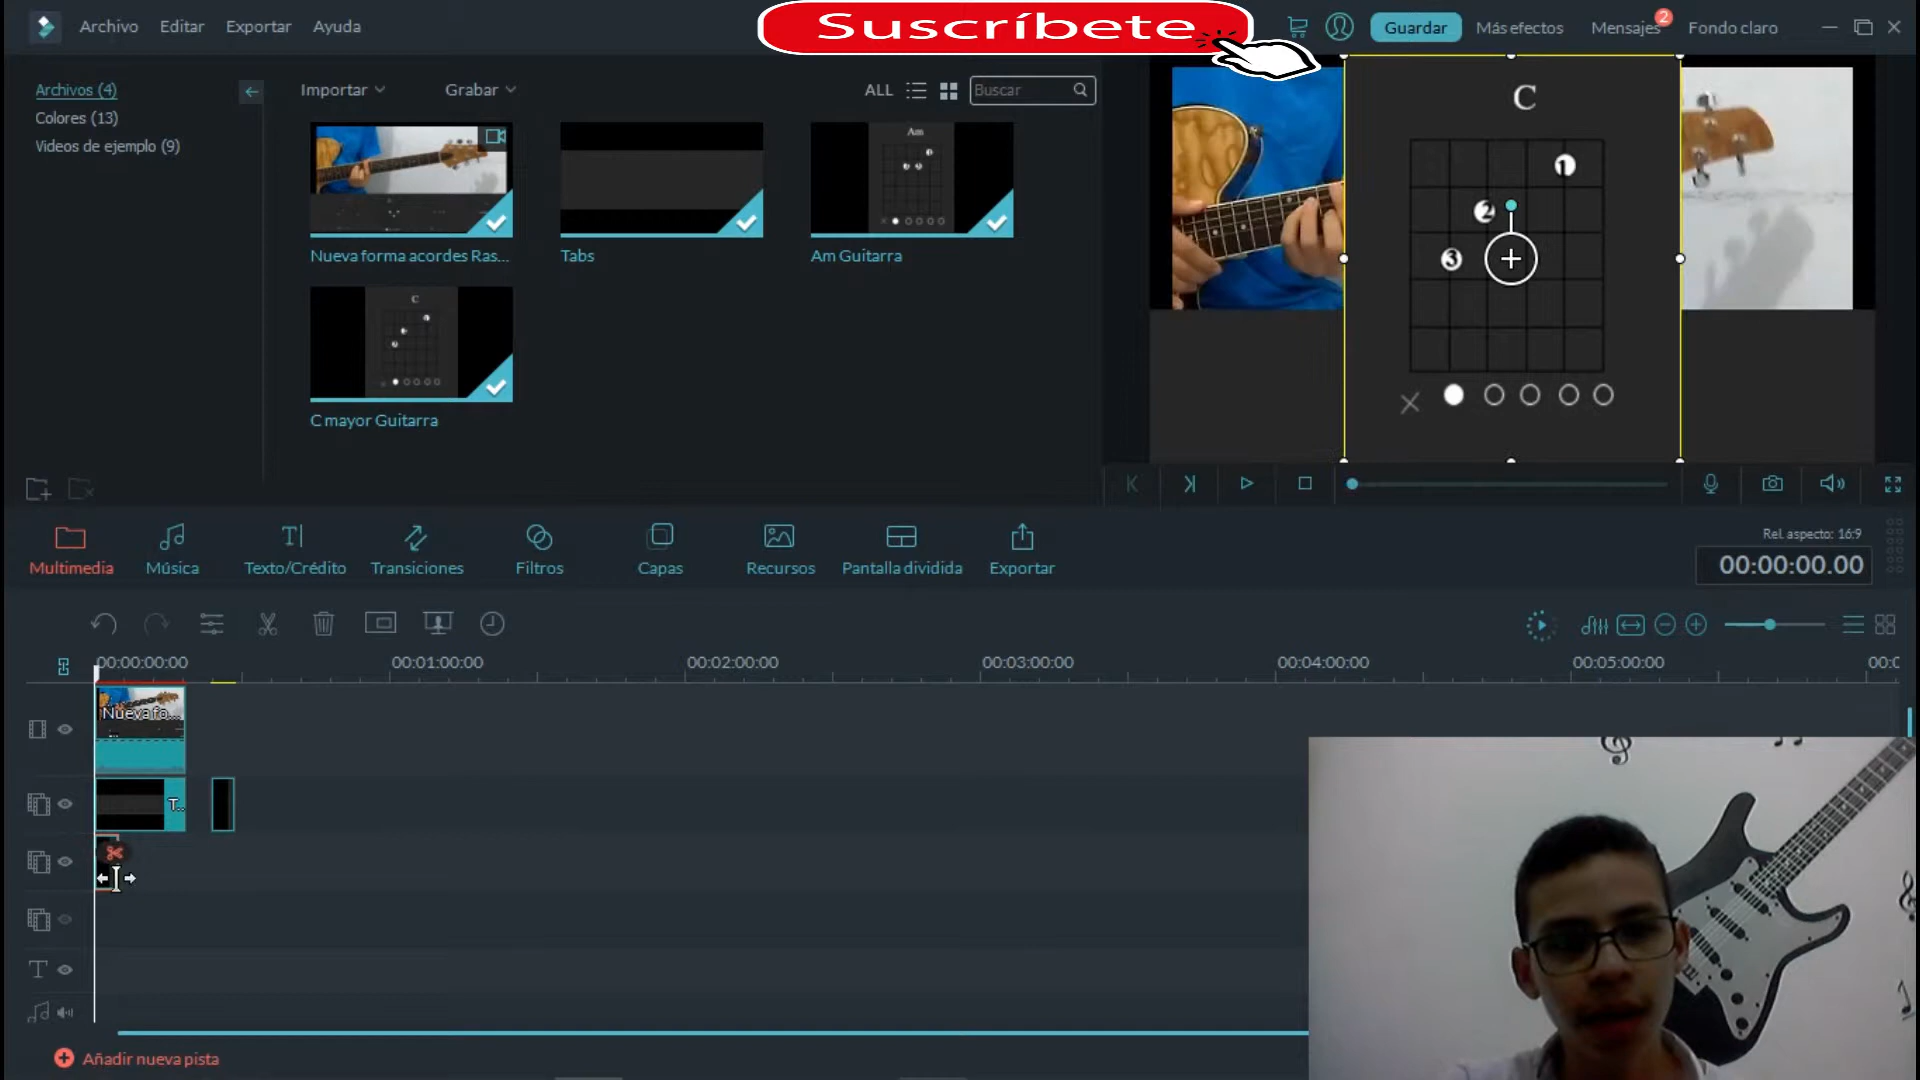 Archivo
Editar
Exportar
Ayuda
Suscríbete
Guardar
Más efectos
Mensajes
2
Fondo claro
Archivos (4)
Colores (13)
Videos de ejemplo (9)
Importar
Grabar
ALL
Buscar
Am
Nueva forma acordes Ras...
Tabs
Am Guitarra
C
C mayor Guitarra
C
1
2
3
Multimedia
Música
Texto/Crédito
Transiciones
Filtros
Capas
Recursos
Pantalla dividida
Exportar
Rel. aspecto: 16:9
00:00:00.00
00:00:00:00
00:01:00:00
00:02:00:00
00:03:00:00
00:04:00:00
00:05:00:00
00:0
Nueva fo...
T..
Añadir nueva pista